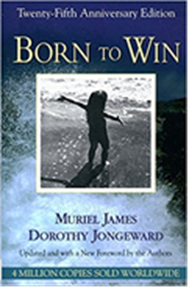 Twenty-Fifth Anniversary Edition
BORN TO WIN
MURIEL JAMES
DOROTHY JONGEWARD
Updated and with a New Foreword by the Authors
4 MILLION COPIES SOLD WORLDWIDE